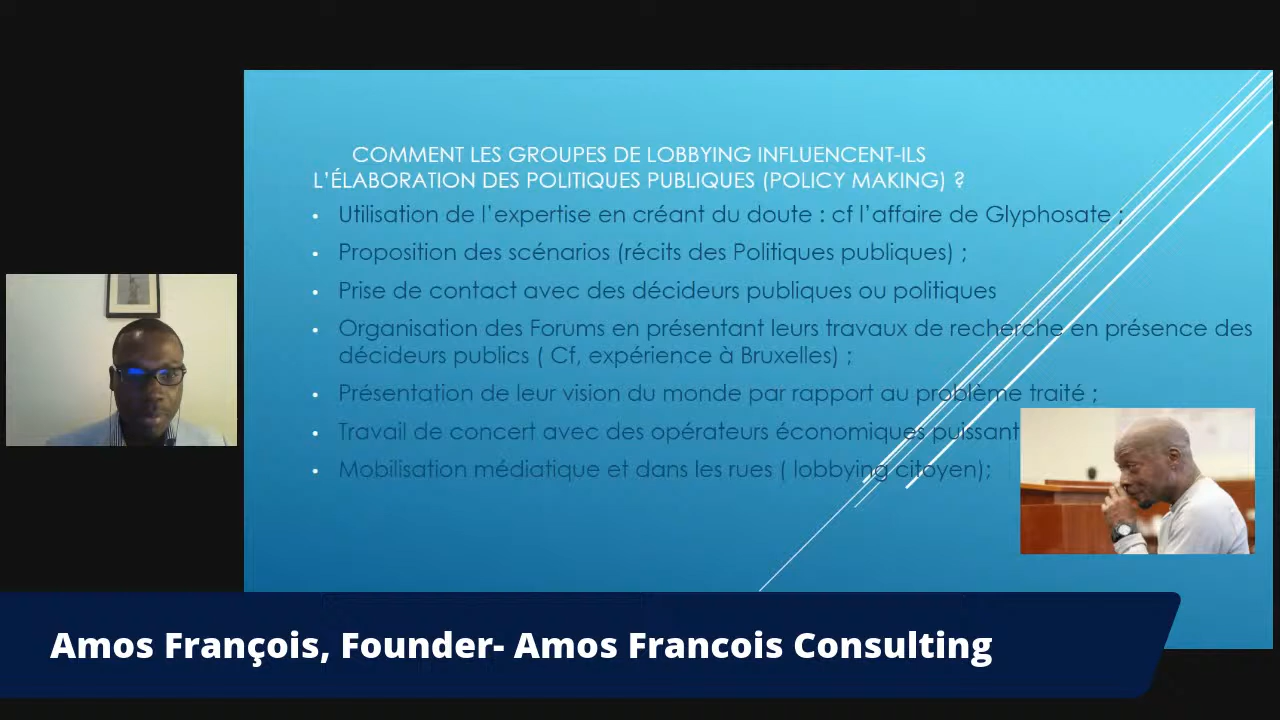 COMMENT LES GROUPES DE LOBBYING INFLUENCENT-ILS
L'ÉLABORATION DES POLITIQUES PUBLIQUES (POLICY MAKING) ?
• Utilisation de l'expertise en créant du doute : cf l'affaire de Glyphosate ;
• Proposition des scénarios (récits des Politiques publiques) ;
• Prise de contact avec des décideurs publiques ou politiques
• Organisation des Forums en présentant leurs travaux de recherche en présence des
décideurs publics ( Cf, expérience à Bruxelles) ;
• Présentation de leur vision du monde par rapport au problème traité ;
• Travail de concert avec des opérateurs économiques puissant
• Mobilisation médiatique et dans les rues ( lobbying citoyen);
Amos François, Founder- Amos Francois Consulting